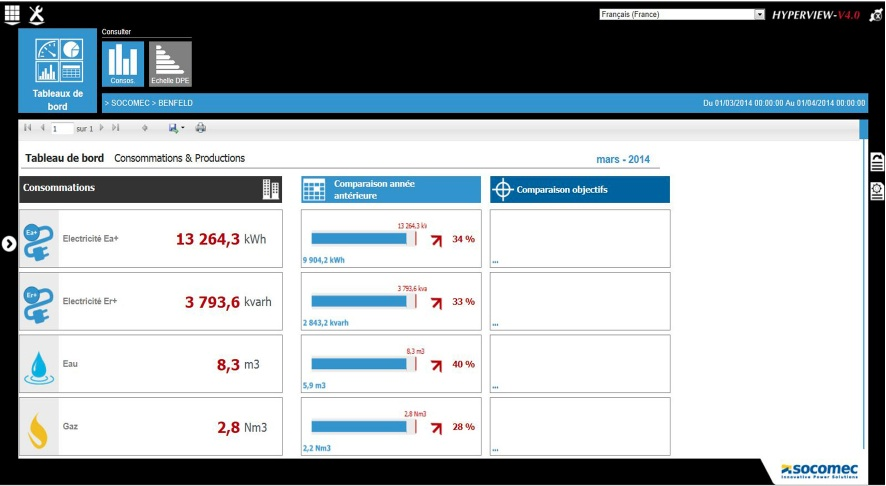 Français (France)
HYPERVIEW-V4.0
Consulter
Consos.
Echelle DPE
Tableaux de
bord
> SOCOMEC > BENFELD
Du 01/03/2014 00:00:00 Au 01/04/2014 00:00:00
1 sur 1
Tableau de bord Consommations & Productions
mars - 2014
Consommations
Comparaison année
antérieure
Comparaison objectifs
Ea+
Electricité Ea+
13 264,3 kWh
13 264,3 kW
34 %
9 904,2 kWh
...
Er+
Electricité Er+
3 793,6 kvarh
3 793,6 kva
33 %
2 843,2 kvarh
...
Eau
8,3 m3
8,3 m3
40 %
5,9 m3
...
Gaz
2,8 Nm3
2,8 Nm3
28 %
2,2 Nm3
...
socomec
Innovative Power Solutions